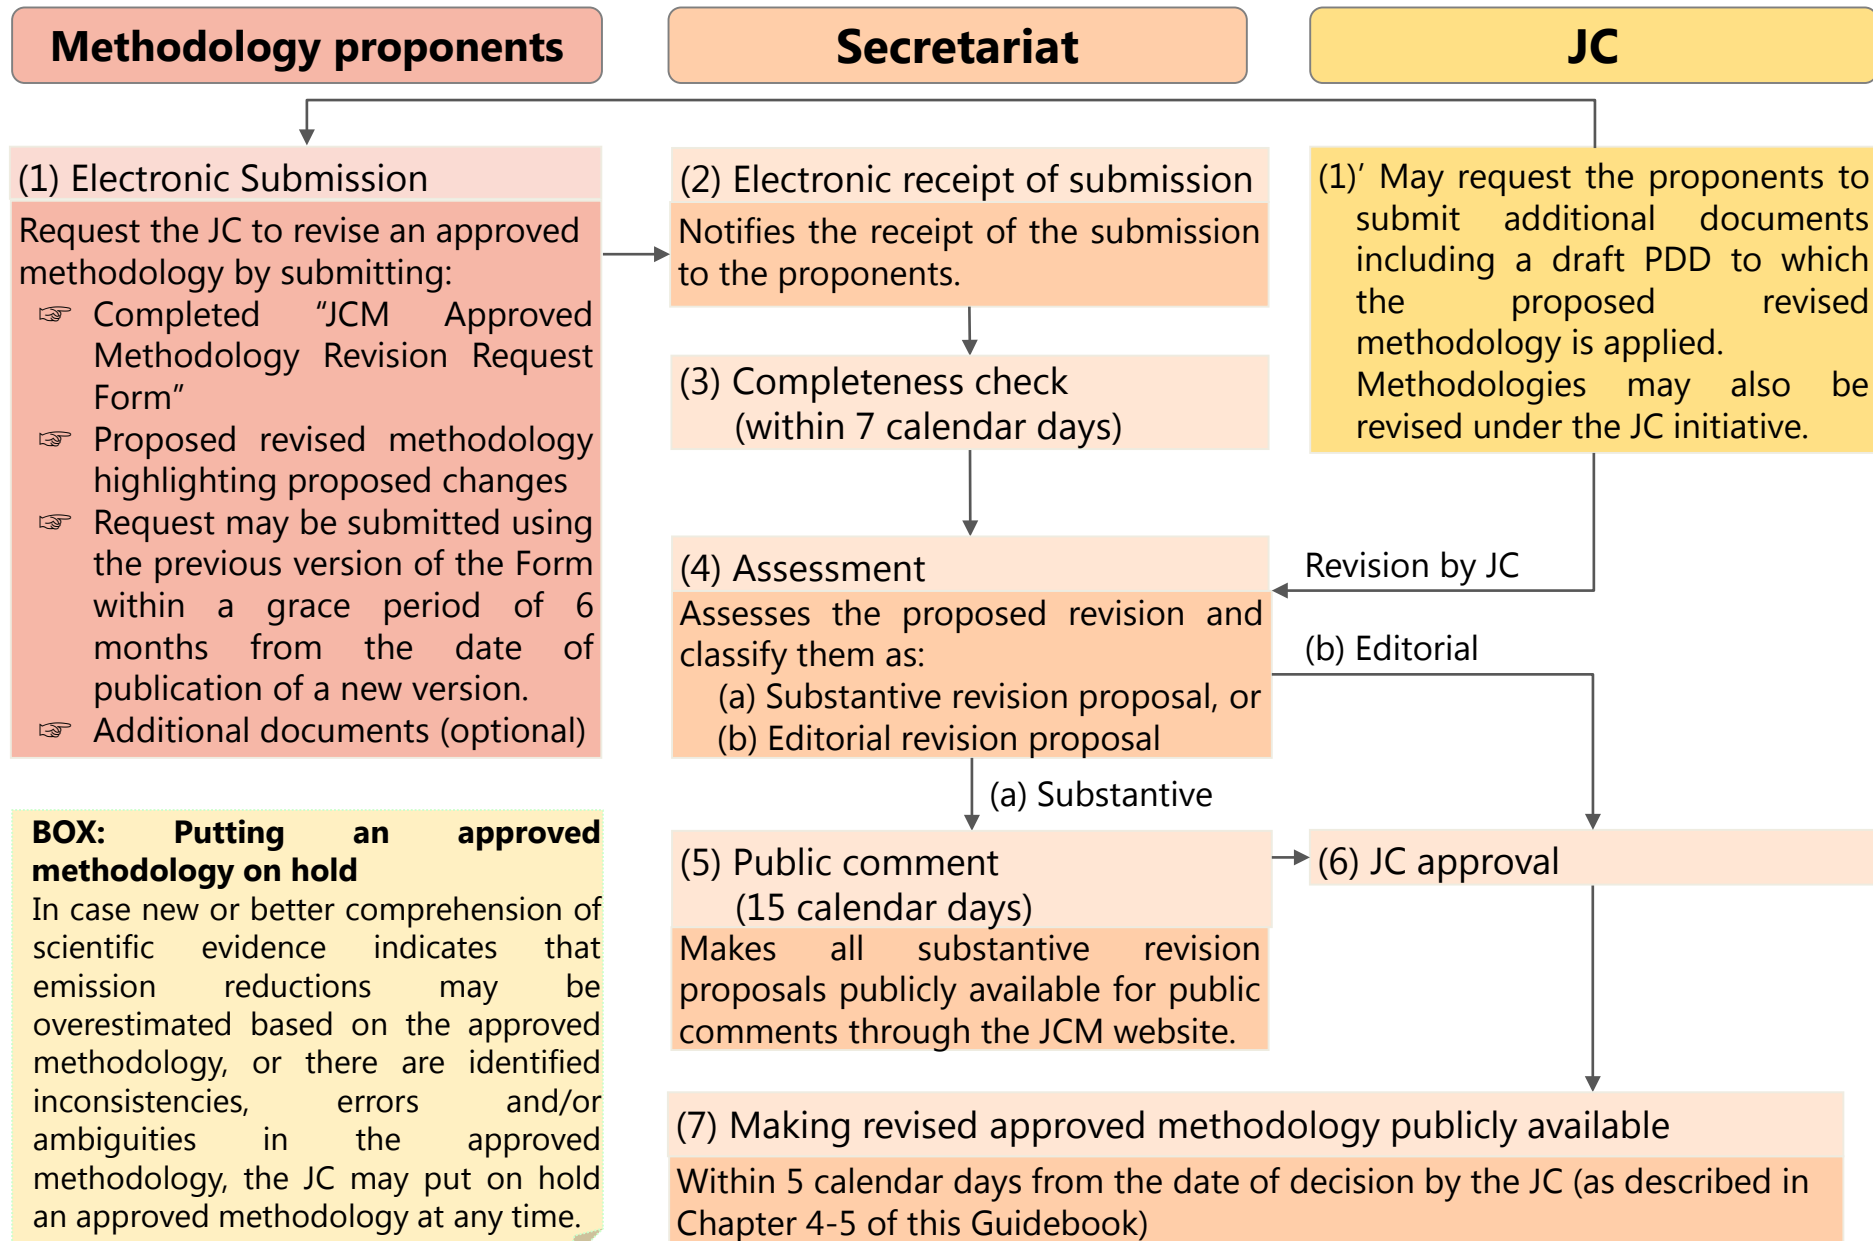 Methodology proponents
Secretariat
JC
(1) Electronic Submission
Request the JC to revise an approved
methodology by submitting:
☞ Completed "JCM Approved
Methodology Revision Request
Form"
☞ Proposed revised methodology
highlighting proposed changes
☞ Request may be submitted using
the previous version of the Form
within a grace period of 6
months from the date of
publication of a new version.
☞ Additional documents (optional)
BOX: Putting an approved
methodology on hold
In case new or better comprehension of
scientific evidence indicates that
emission reductions may be
overestimated based on the approved
methodology, or there are identified
inconsistencies, errors and/or
ambiguities in the approved
methodology, the JC may put on hold
an approved methodology at any time.
(2) Electronic receipt of submission
Notifies the receipt of the submission
to the proponents.
(3) Completeness check
(within 7 calendar days)
(4) Assessment
Assesses the proposed revision and
classify them as:
(a) Substantive revision proposal, or
(b) Editorial revision proposal
(a) Substantive
(5) Public comment
(15 calendar days)
Makes all substantive revision
proposals publicly available for public
comments through the JCM website.
(1)’ May request the proponents to
submit additional documents
including a draft PDD to which
the proposed revised
methodology is applied.
Methodologies may also be
revised under the JC initiative.
Revision by JC
(b) Editorial
(6) JC approval
(7) Making revised approved methodology publicly available
Within 5 calendar days from the date of decision by the JC (as described in
Chapter 4-5 of this Guidebook)